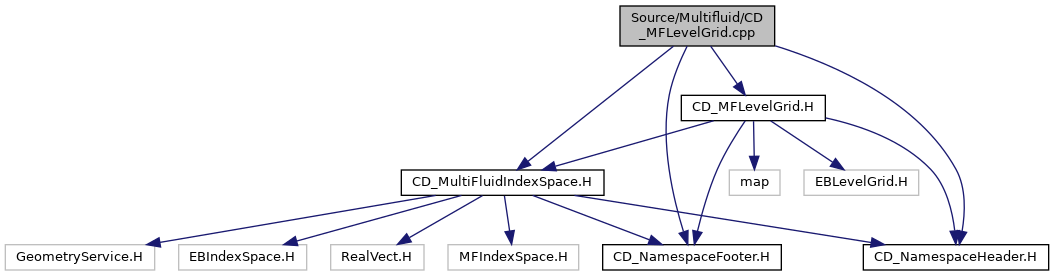 Source/Multifluid/CD
_MFLevelGrid.cpp
CD_MFLevelGrid.H
CD_MultiFluidIndexSpace.H
map
EBLevelGrid.H
GeometryService.H
EBIndexSpace.H
RealVect.H
MFIndexSpace.H
CD_NamespaceFooter.H
CD_NamespaceHeader.H